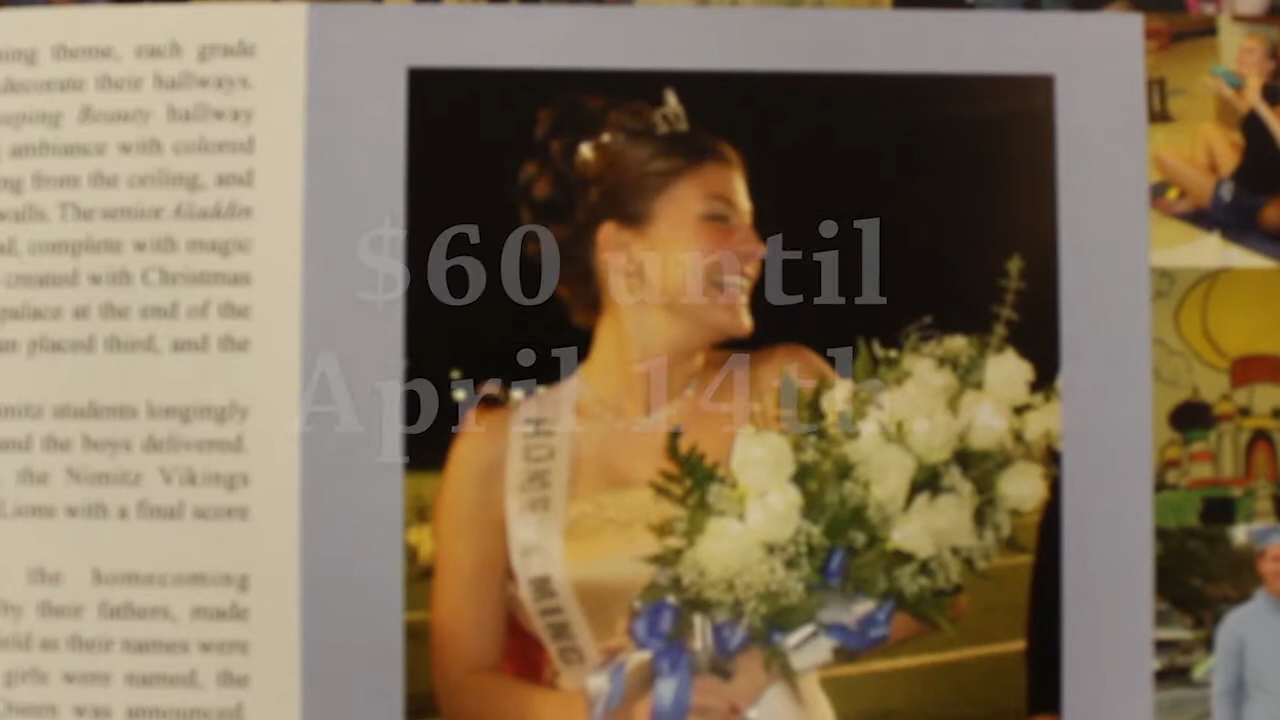 ning theme, each grade
decorate their hallways.
eeping Beauty hallway
ambiance with colored
ng from the ceiling, and
walls. The senior Aladdin
al, complete with magic
created with Christmas
palace at the end of the
an placed third, and the
mitz students longingly
and the boys delivered.
the Nimitz Vikings
Lions with a final score
the homecoming
by their fathers, made
field as their names were
girls were named, the
Queen was announced.
$60 until
April 14th.
HOME MING